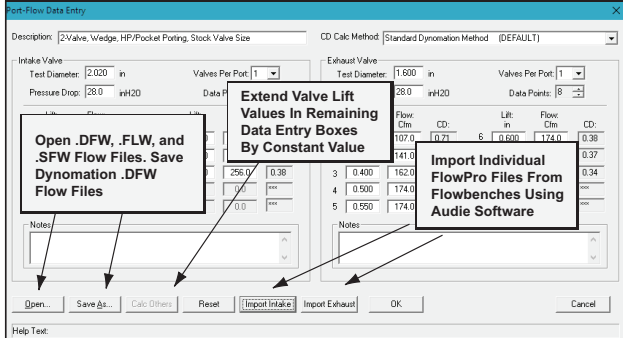 Port-Flow Data Entry
Description: 2-Valve, Wedge, HP/Pocket Porting, Stock Valve Size
CD Calc Method: Standard Dynomation Method (DEFAULT)
Intake Valve
Test Diameter: 2.020 in
Valves Per Port: 1
Pressure Drop: 28.0 inH20
Data
Exhaust Valve
Test Diameter: 1.600 in
Valves Per Port: 1
28.0 inH20
Data Points: 8
Extend Valve Lift
Values In Remaining
Data Entry Boxes
By Constant Value
Open .DFW, .FLW, and
.SFW Flow Files. Save
Dynomation .DFW
Flow Files
Import Individual
FlowPro Files From
Flowbenches Using
Audie Software
256.0 0.38
0.0 ***
0.0 ***
Flow: CD: Lift: Flow: CD:
Cfm in Cfm
107.0 0.71 6 0.600 174.0 0.38
141.0 0.37
3 0.400 162.0 0.34
4 0.500 174.0 ***
5 0.550 174.0 ***
Notes
Notes
Open...
Save As...
Calc Others
Reset
Import Intake
Import Exhaust
OK
Cancel
Help Text: